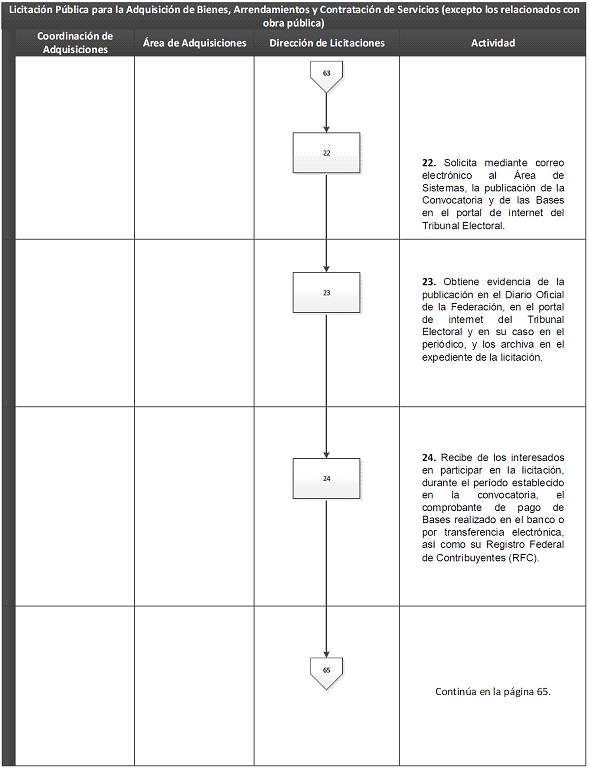 Licitación Pública para la Adquisición de Bienes, Arrendamientos y Contratación de Servicios (excepto los relacionados con
obra pública)
Coordinación de
Adquisiciones
Área de Adquisiciones
Dirección de Licitaciones
Actividad
63
22
22. Solicita mediante correo
electrónico al Área de
Sistemas, la publicación de la
Convocatoria y de las Bases
en el portal de internet del
Tribunal Electoral.
23
23. Obtiene evidencia de la
publicación en el Diario Oficial
de la Federación, en el portal
de internet del Tribunal
Electoral y en su caso en el
periódico, y los archiva en el
expediente de la licitación.
24
24. Recibe de los interesados
en participar en la licitación,
durante el período establecido
en la convocatoria, el
comprobante de pago de
Bases realizado en el banco o
por transferencia electrónica,
así como su Registro Federal
de Contribuyentes (RFC).
65
Continúa en la página 65.